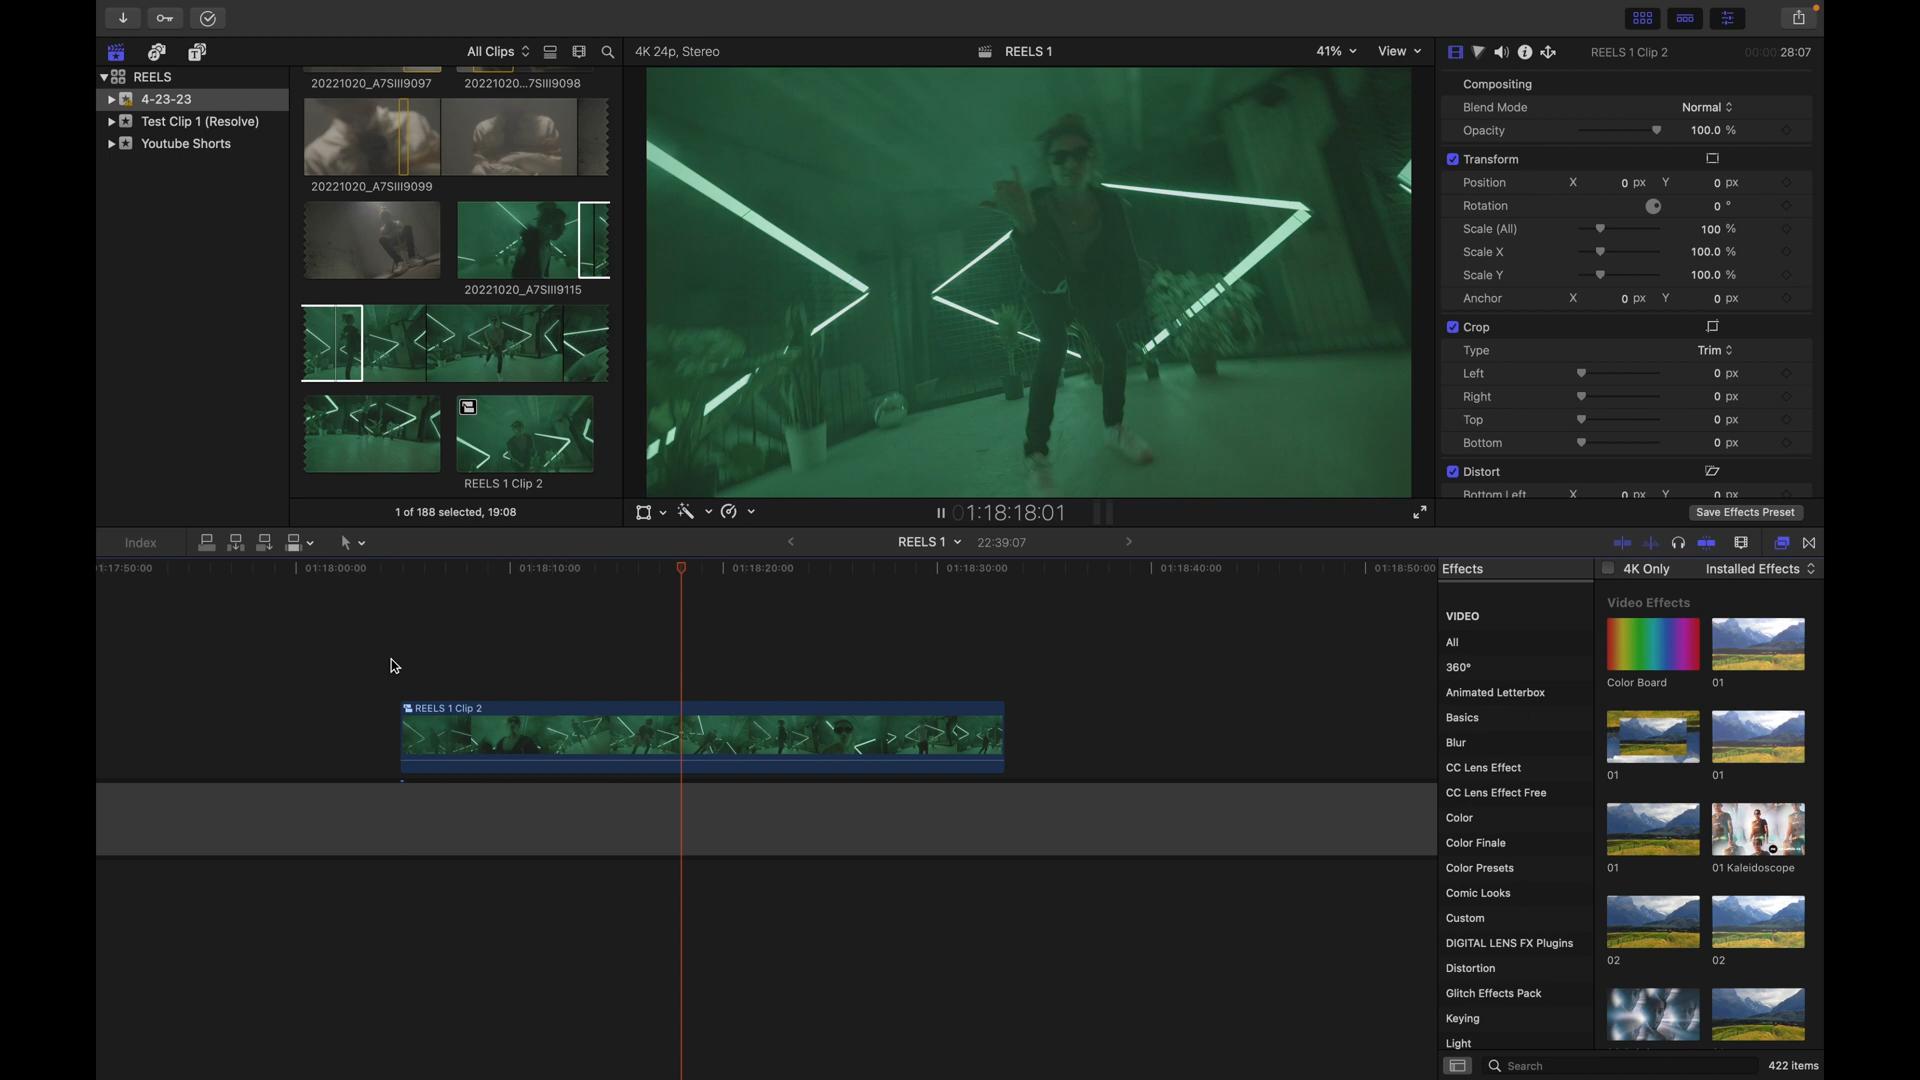 All Clips
4K 24p, Stereo
REELS 1
41%
View
REELS 1 Clip 2
00:00:28:07
REELS
4-23-23
Test Clip 1 (Resolve)
Youtube Shorts
20221020_A7SIII9097
20221020...7SIII9098
20221020_A7SIII9099
20221020_A7SIII9115
REELS 1 Clip 2
1 of 188 selected, 19:08
01:18:18:01
Compositing
Blend Mode
Normal
Opacity
100.0 %
Transform
Position
X 0 px Y 0 px
Rotation
0 °
Scale (All)
100 %
Scale X
100.0 %
Scale Y
100.0 %
Anchor
X 0 px Y 0 px
Crop
Type
Trim
Left
0 px
Right
0 px
Top
0 px
Bottom
0 px
Distort
Bottom Left X 0 px Y 0 px
Save Effects Preset
Index
REELS 1
22:39:07
1:17:50:00
01:18:00:00
01:18:10:00
01:18:20:00
01:18:30:00
01:18:40:00
01:18:50:00
REELS 1 Clip 2
Effects
4K Only
Installed Effects
VIDEO
All
360°
Animated Letterbox
Basics
Blur
CC Lens Effect
CC Lens Effect Free
Color
Color Finale
Color Presets
Comic Looks
Custom
DIGITAL LENS FX Plugins
Distortion
Glitch Effects Pack
Keying
Light
Video Effects
Color Board
01
01
01
01
01 Kaleidoscope
02
02
Search
422 items